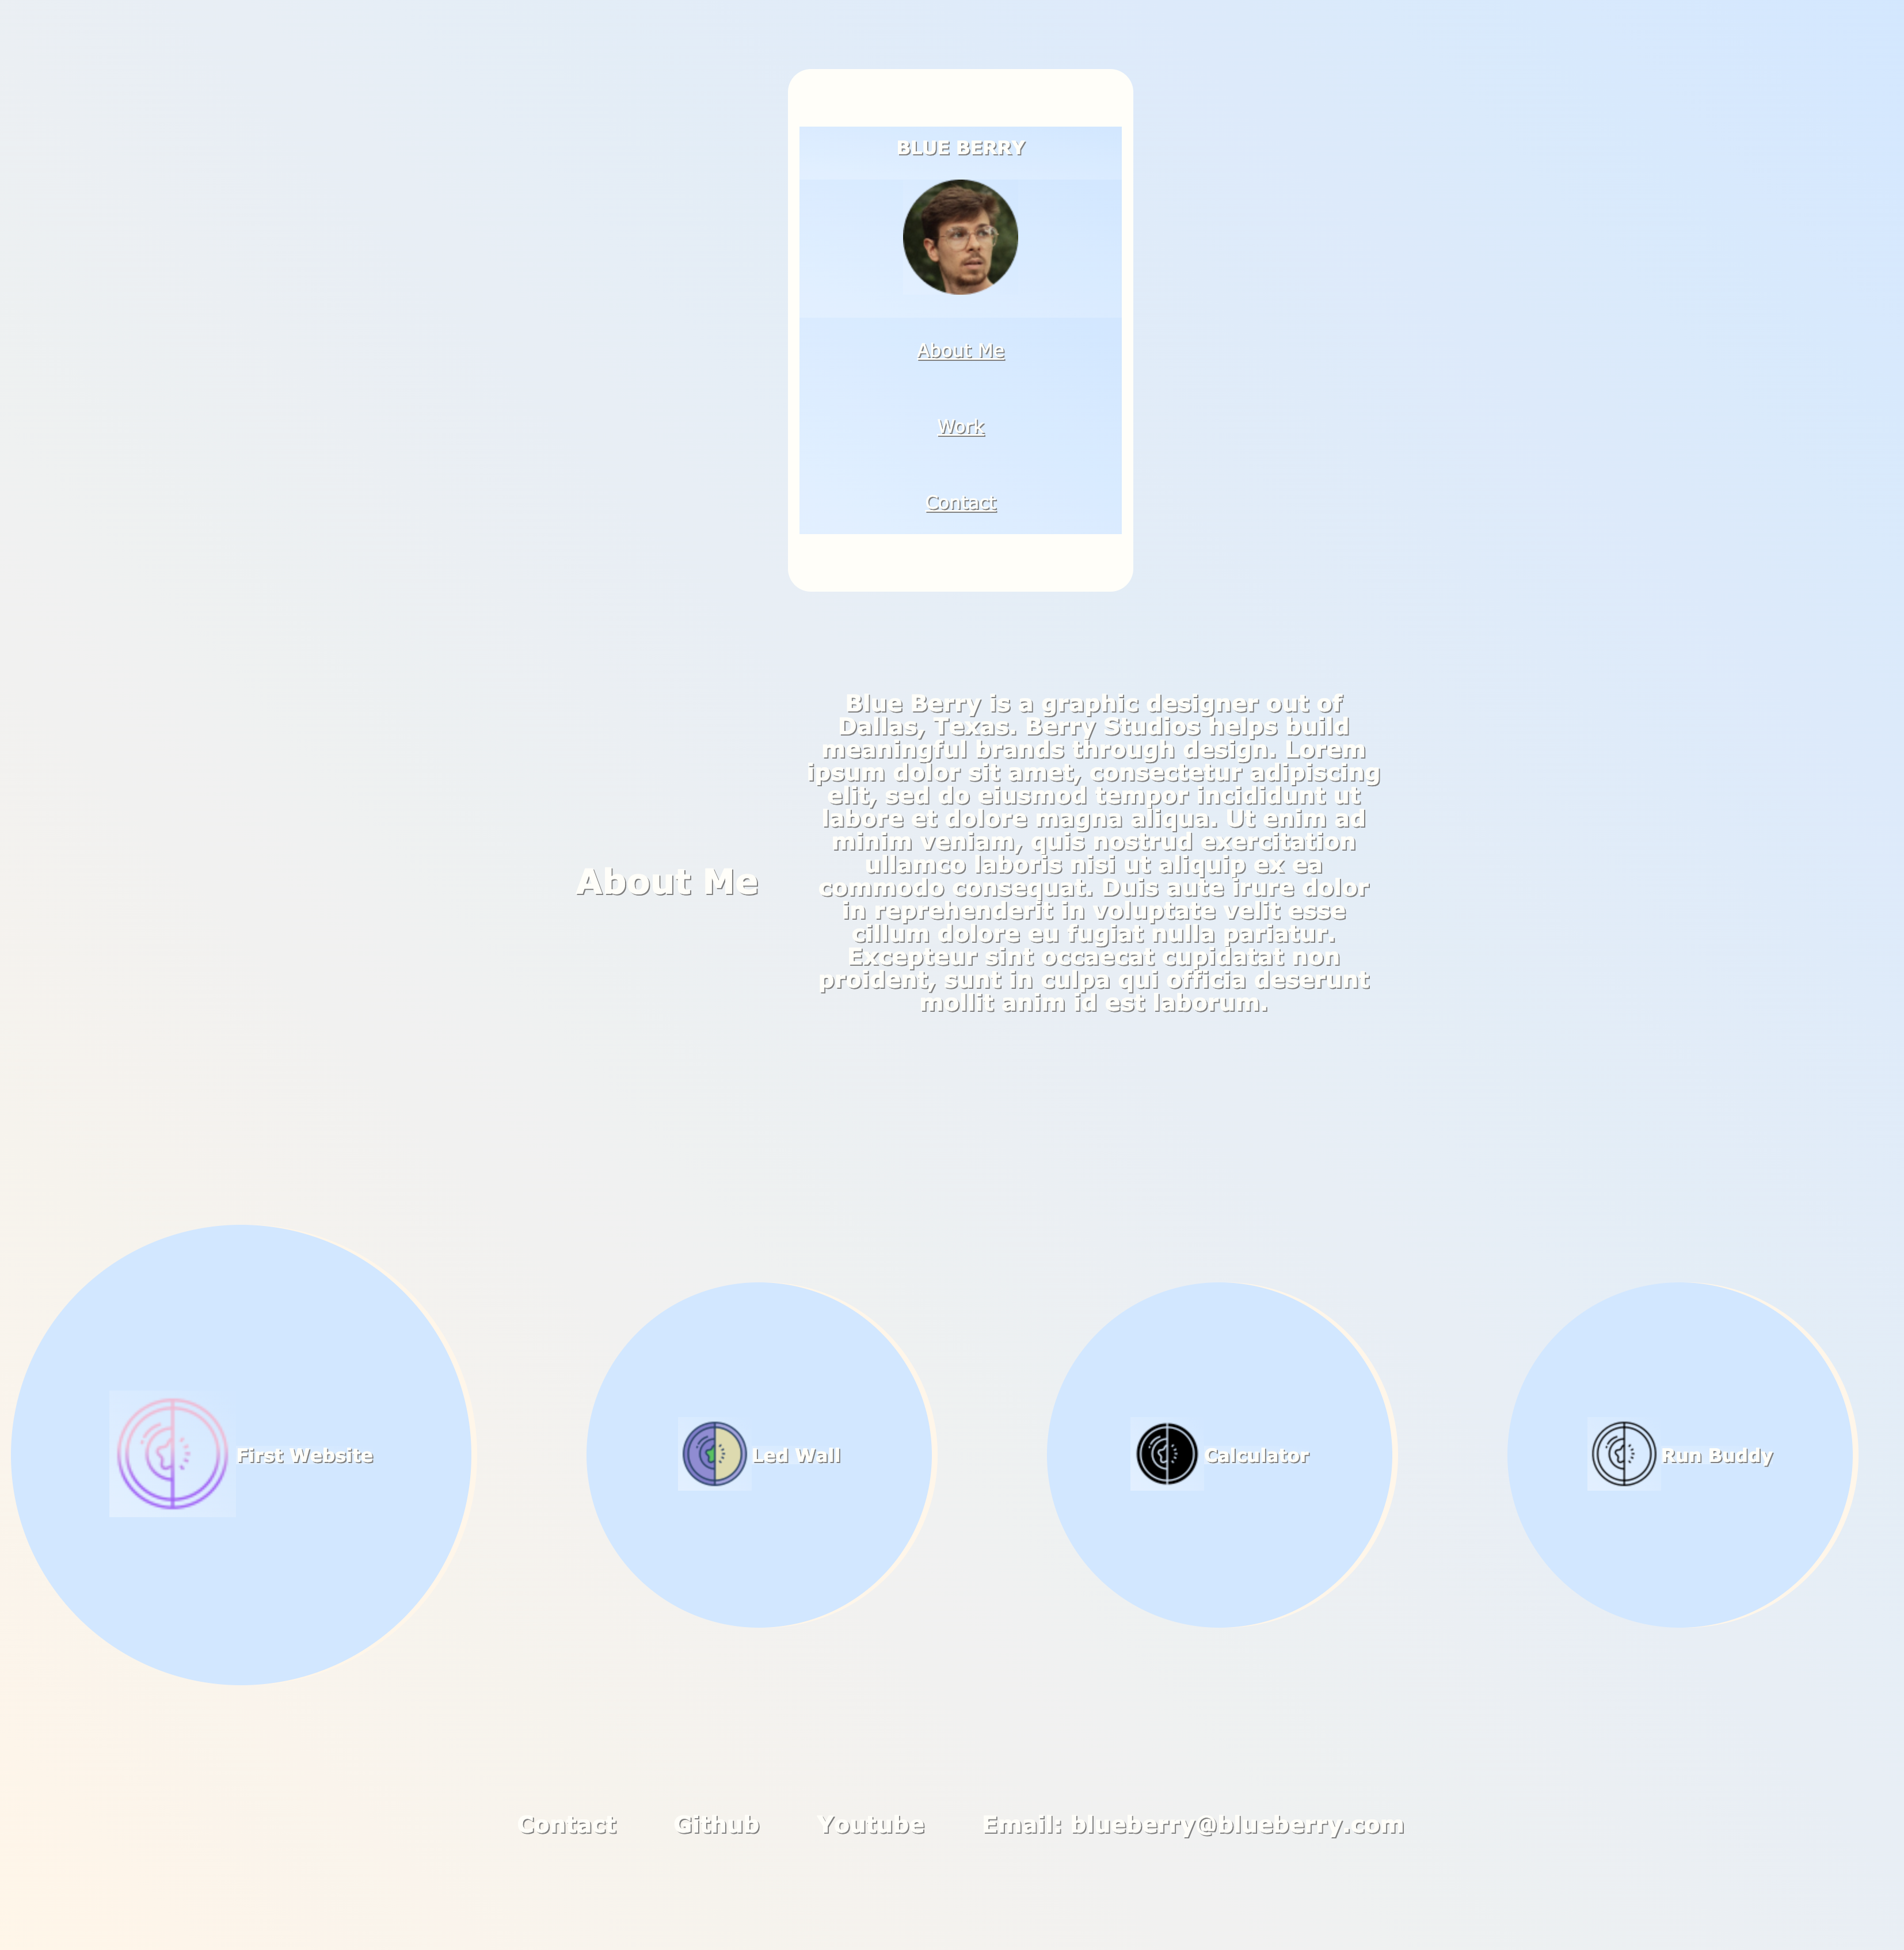 BLUE BERRY
About Me
Work
Contact
About Me
Blue Berry is a graphic designer out of
Dallas, Texas. Berry Studios helps build
meaningful brands through design. Lorem
ipsum dolor sit amet, consectetur adipiscing
elit, sed do eiusmod tempor incididunt ut
labore et dolore magna aliqua. Ut enim ad
minim veniam, quis nostrud exercitation
ullamco laboris nisi ut aliquip ex ea
commodo consequat. Duis aute irure dolor
in reprehenderit in voluptate velit esse
cillum dolore eu fugiat nulla pariatur.
Excepteur sint occaecat cupidatat non
proident, sunt in culpa qui officia deserunt
mollit anim id est laborum.
First Website
Led Wall
Calculator
Run Buddy
Contact Github Youtube Email: blueberry@blueberry.com